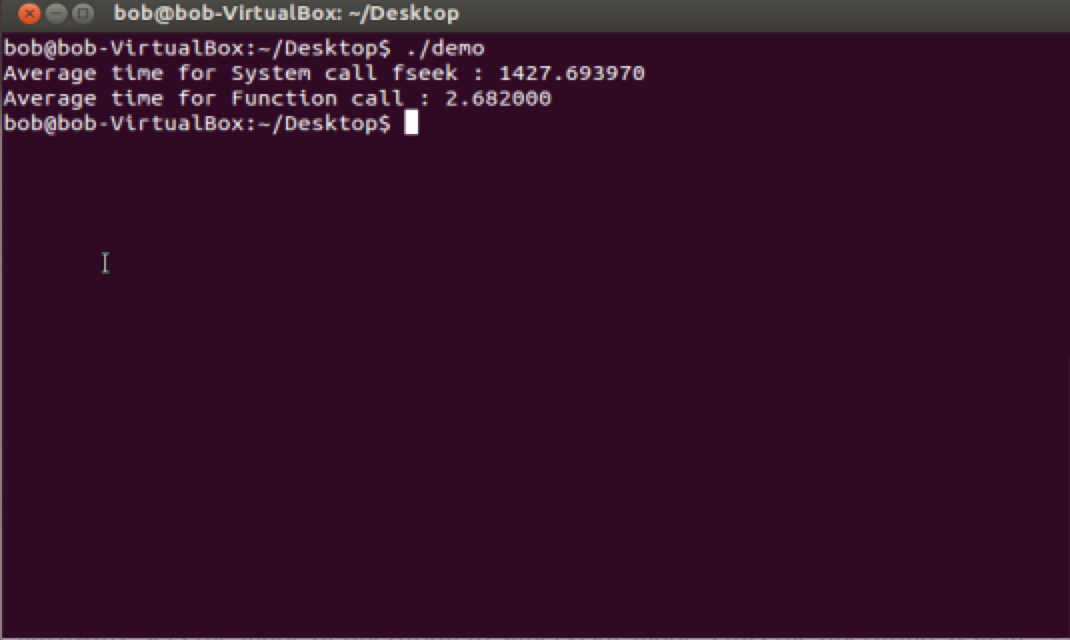 bob@bob-VirtualBox: ~/Desktop
bob@bob-VirtualBox:~/Desktop$ ./demo
Average time for System call fseek : 1427.693970
Average time for Function call : 2.682000
bob@bob-VirtualBox:~/Desktop$